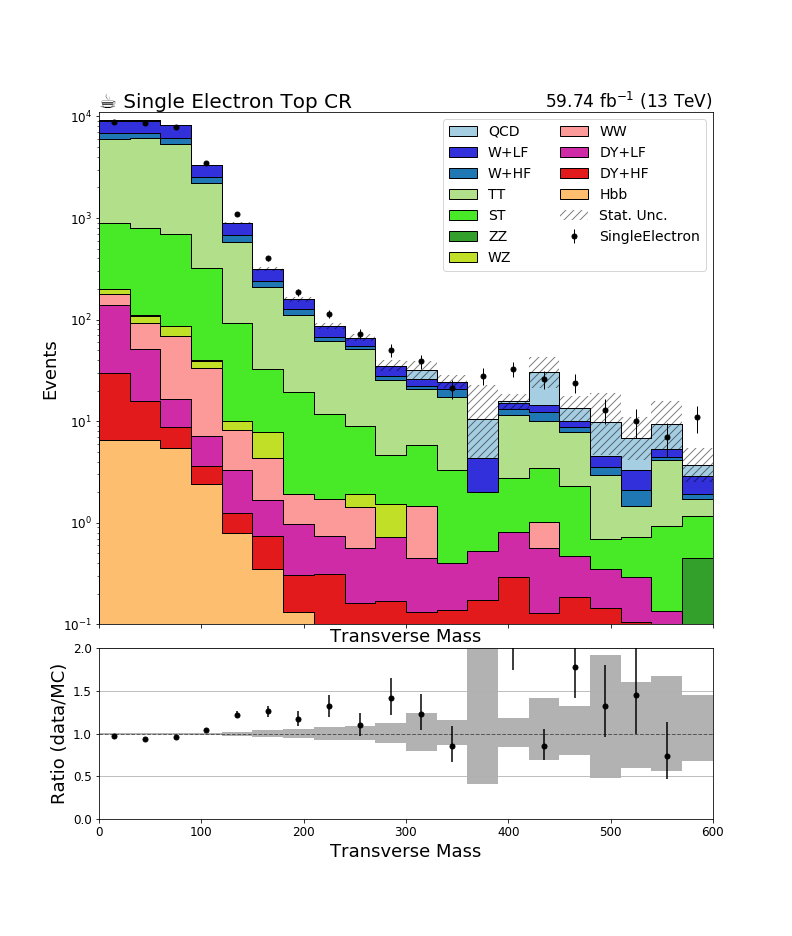 ☕ Single Electron Top CR
59.74 fb⁻¹ (13 TeV)
10⁴
10³
10²
10¹
10⁰
10⁻¹
Events
QCD
W+LF
W+HF
TT
ST
ZZ
WZ
WW
DY+LF
DY+HF
Hbb
Stat. Unc.
SingleElectron
Transverse Mass
2.0
1.5
1.0
0.5
0.0
Ratio (data/MC)
0 100 200 300 400 500 600
Transverse Mass